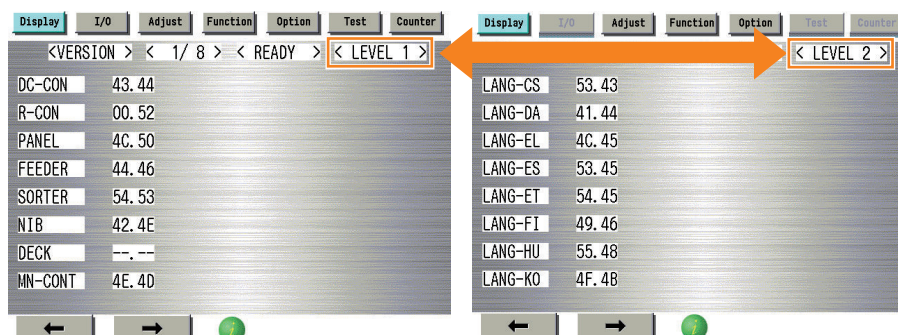 Display I/O Adjust Function Option Test Counter
<VERSION > < 1/ 8 > < READY > < LEVEL 1 >
DC-CON 43.44
R-CON 00.52
PANEL 4C.50
FEEDER 44.46
SORTER 54.53
NIB 42.4E
DECK --.--
MN-CONT 4E.4D
Display I/O Adjust Function Option Test Counter
< LEVEL 2 >
LANG-CS 53.43
LANG-DA 41.44
LANG-EL 4C.45
LANG-ES 53.45
LANG-ET 54.45
LANG-FI 49.46
LANG-HU 55.48
LANG-KO 4F.4B